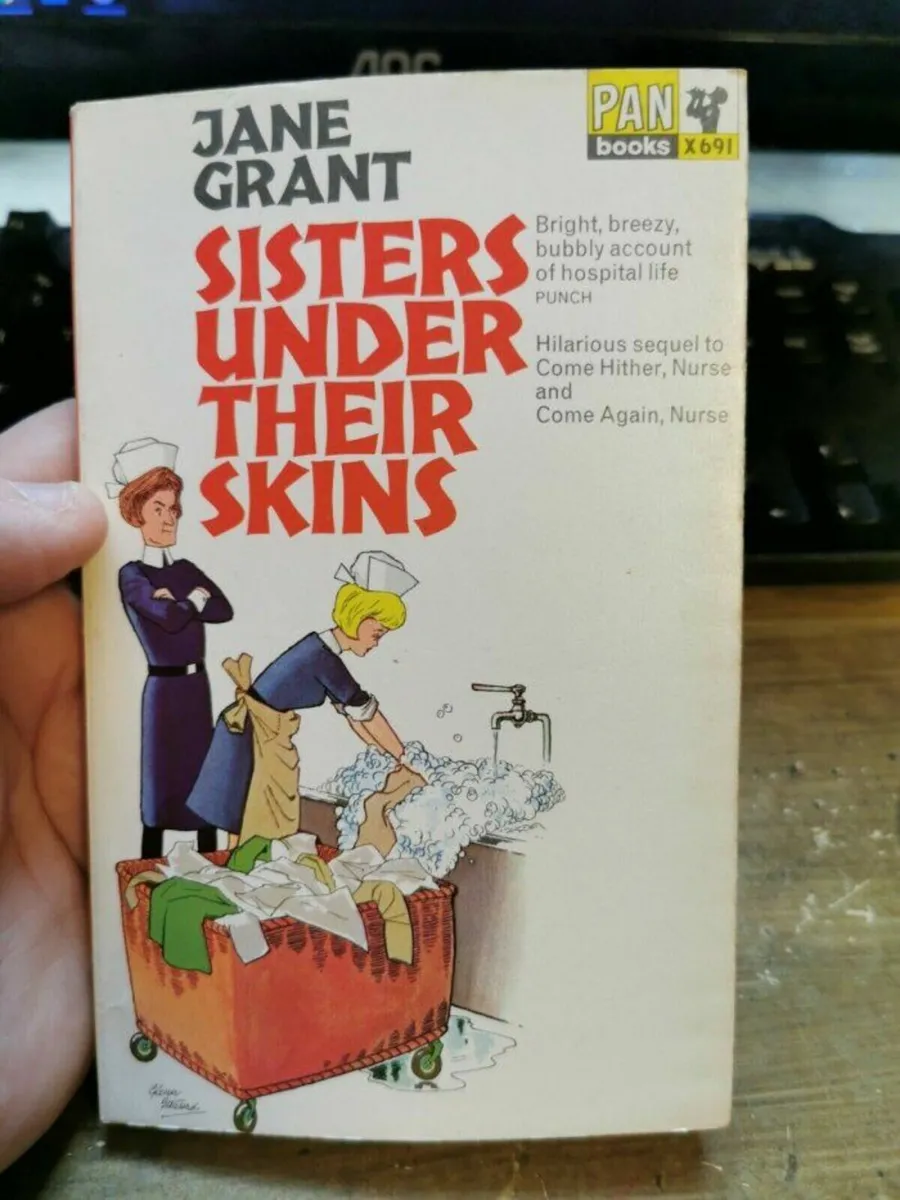 AOC
JANE
GRANT
PAN
books X691
SISTERS
UNDER
THEIR
SKINS
Bright, breezy,
bubbly account
of hospital life
PUNCH
Hilarious sequel to
Come Hither, Nurse
and
Come Again, Nurse